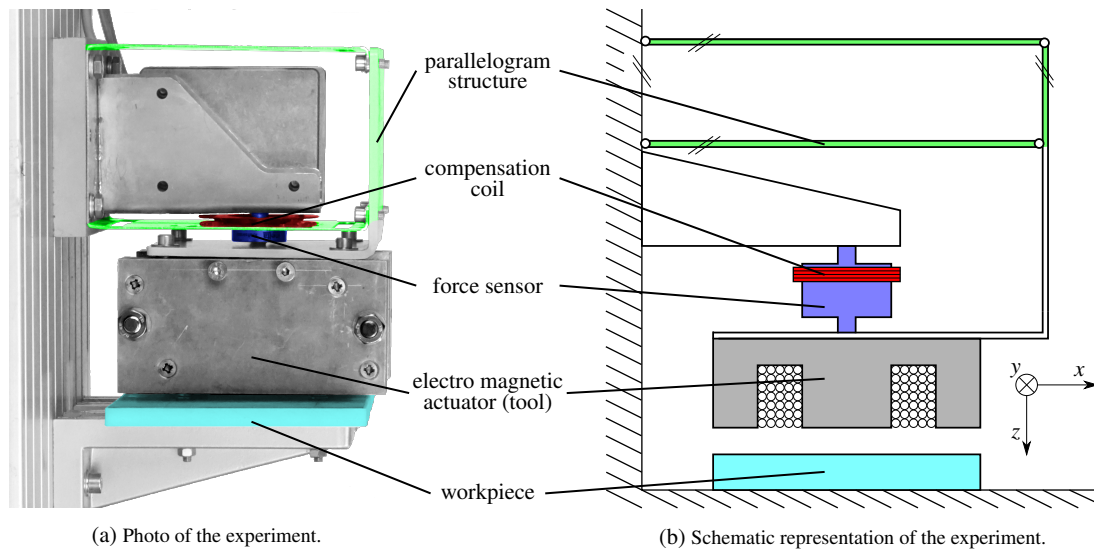 parallelogram
structure
compensation
coil
force sensor
electro magnetic
actuator (tool)
workpiece
y
x
z
(a) Photo of the experiment.
(b) Schematic representation of the experiment.